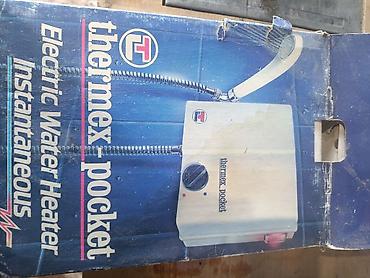 thermex-pocket
Electric Water Heater
Instantaneous
thermex pocket